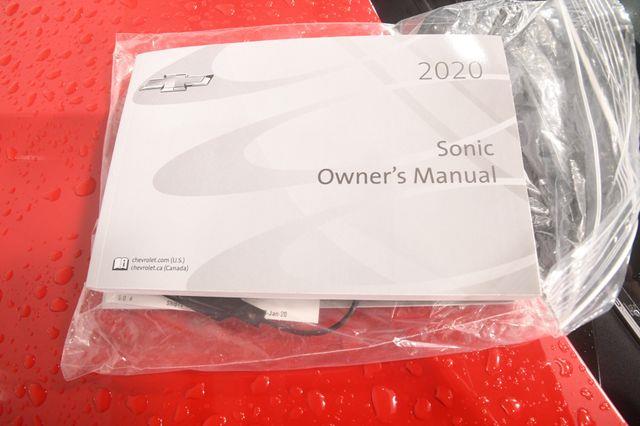 2020
Sonic
Owner's Manual
chevrolet.com (U.S.)
chevrolet.ca (Canada)
-Jan-20